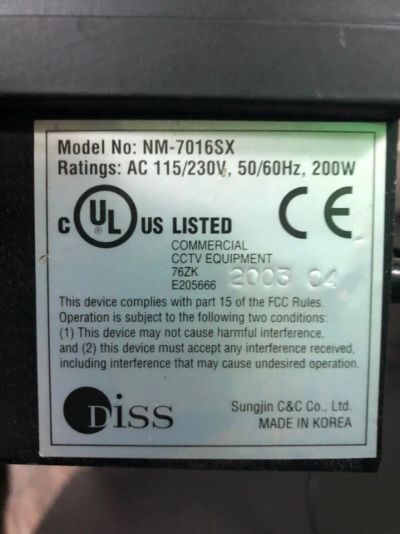 Model No: NM-7016SX
Ratings: AC 115/230V, 50/60Hz, 200W
C UL US LISTED CE
COMMERCIAL
CCTV EQUIPMENT
76ZK
E205666 2003 04
This device complies with part 15 of the FCC Rules.
Operation is subject to the following two conditions:
(1) This device may not cause harmful interference,
and (2) this device must accept any interference received,
including interference that may cause undesired operation.
DiSS Sungjin C&C Co., Ltd.
MADE IN KOREA